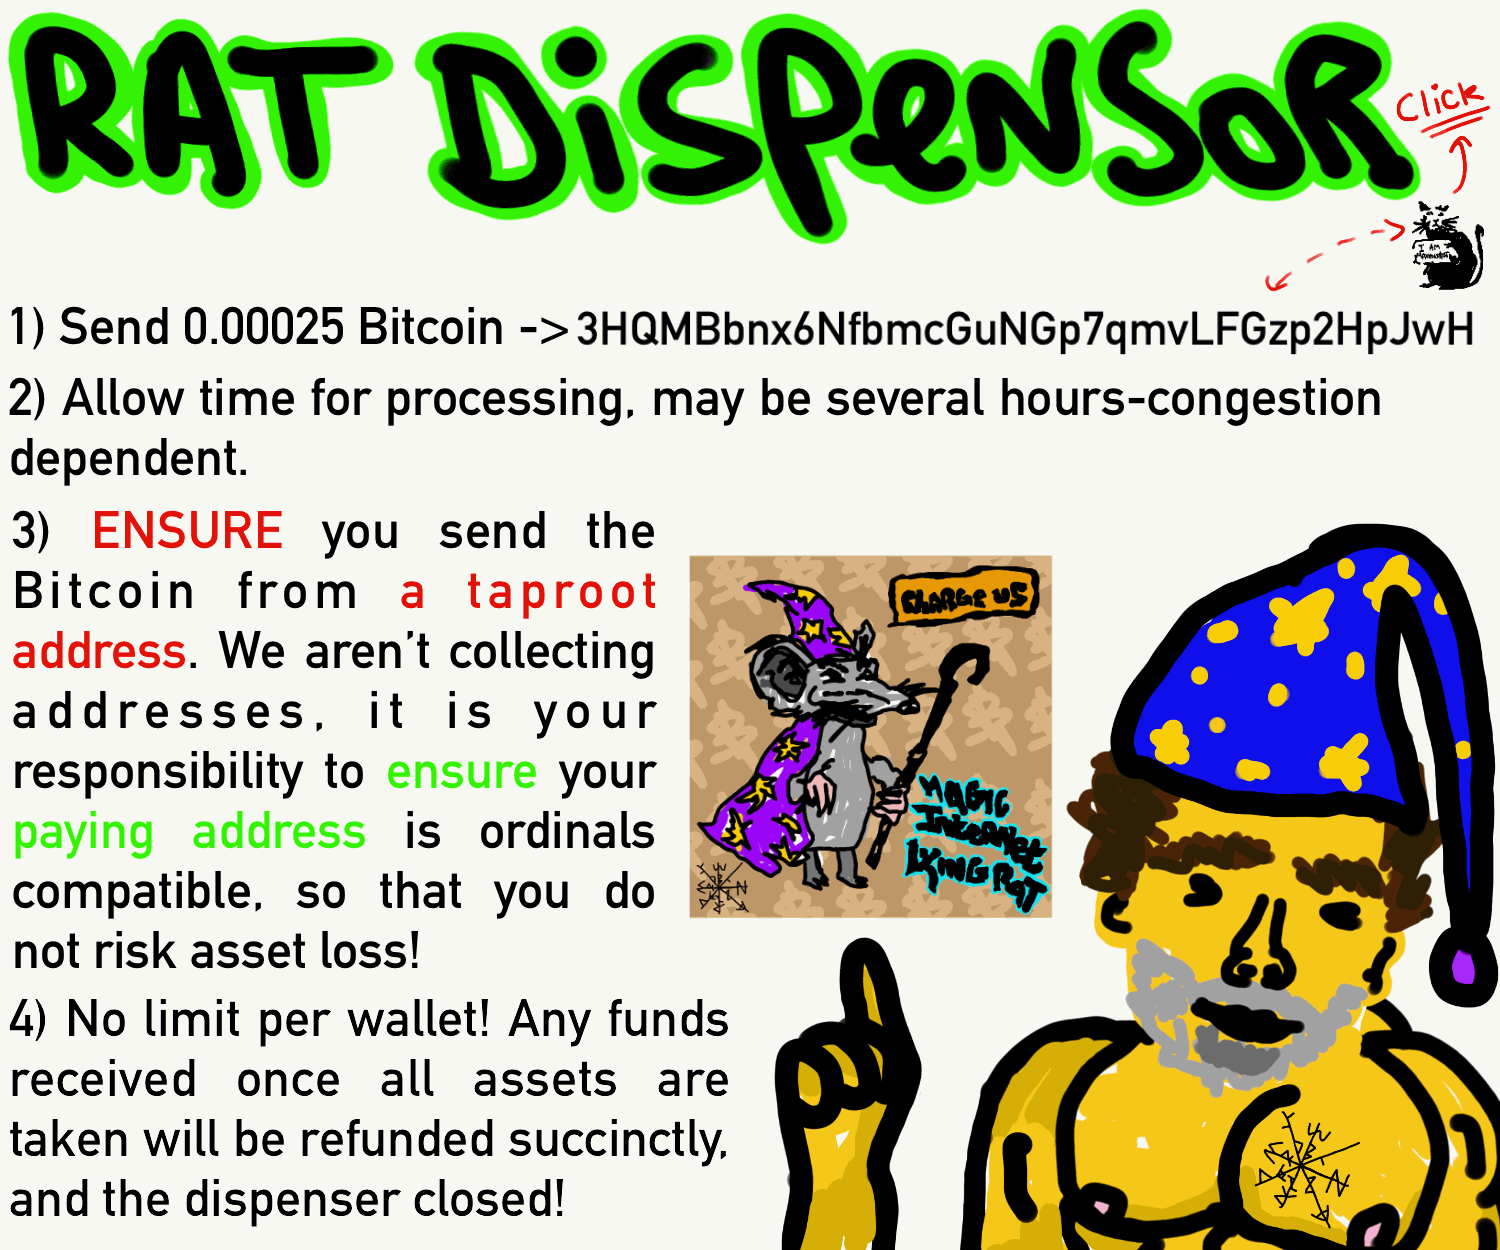 RAT DiSPeNSOR
Click
I AM
1) Send 0.00025 Bitcoin -> 3HQMBbnx6NfbmcGuNGp7qmvLFGzp2HpJwH
2) Allow time for processing, may be several hours-congestion
dependent.
3) ENSURE you send the
Bitcoin from a taproot
address. We aren't collecting
addresses, it is your
responsibility to ensure your
paying address is ordinals
compatible, so that you do
not risk asset loss!
4) No limit per wallet! Any funds
received once all assets are
taken will be refunded succinctly,
and the dispenser closed!
US
MAGIC
INTERNet
LXING RAT